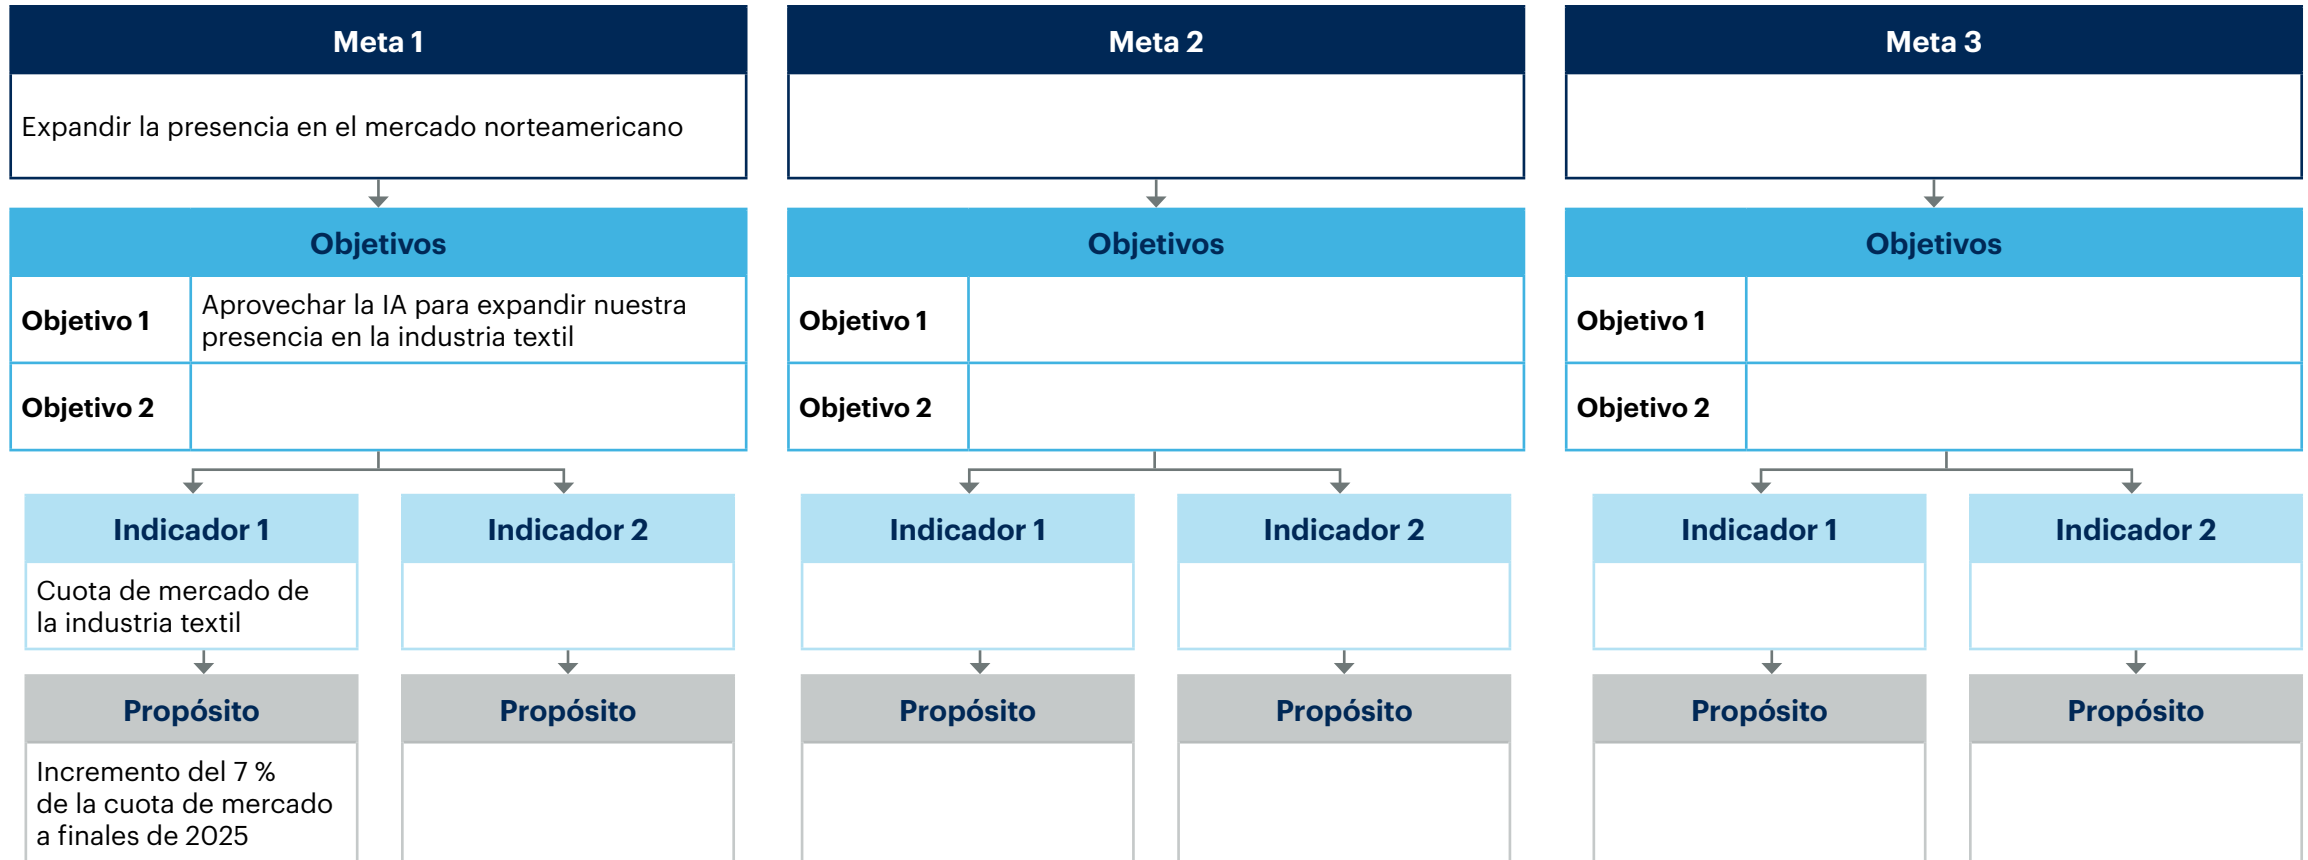 Meta 1
Expandir la presencia en el mercado norteamericano
Objetivos
Objetivo 1
Aprovechar la IA para expandir nuestra
presencia en la industria textil
Objetivo 2
Indicador 1
Cuota de mercado de
la industria textil
Propósito
Incremento del 7 %
de la cuota de mercado
a finales de 2025
Indicador 2
Propósito
Meta 2
Objetivos
Objetivo 1
Objetivo 2
Indicador 1
Propósito
Indicador 2
Propósito
Meta 3
Objetivos
Objetivo 1
Objetivo 2
Indicador 1
Propósito
Indicador 2
Propósito